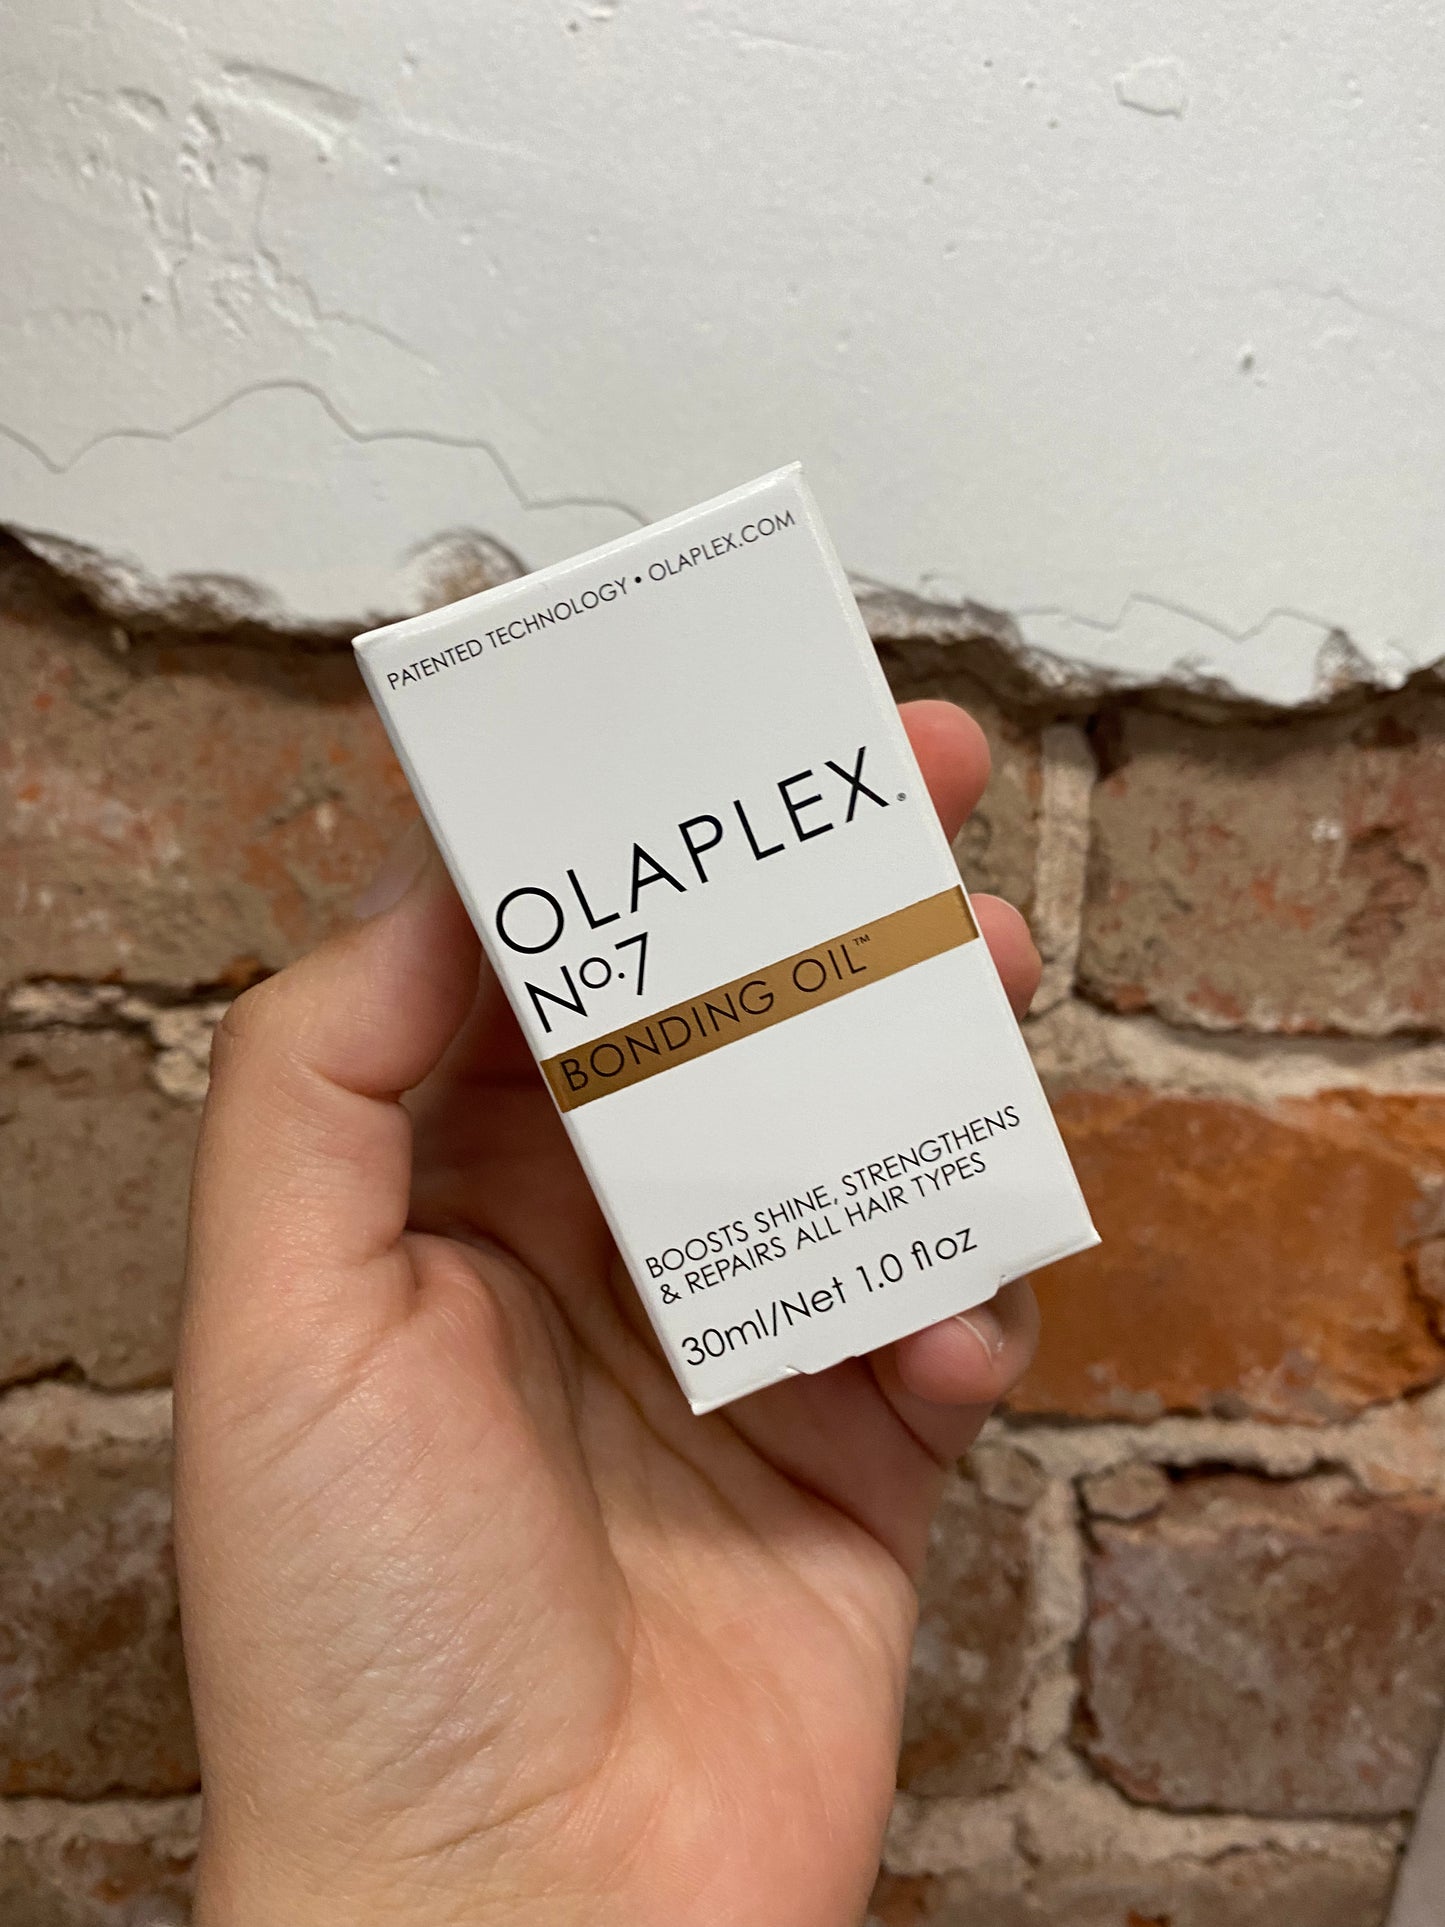 PATENTED TECHNOLOGY • OLAPLEX.COM
OLAPLEX®
Nº.7
BONDING OIL™
BOOSTS SHINE, STRENGTHENS
& REPAIRS ALL HAIR TYPES
30ml/Net 1.0 fl oz